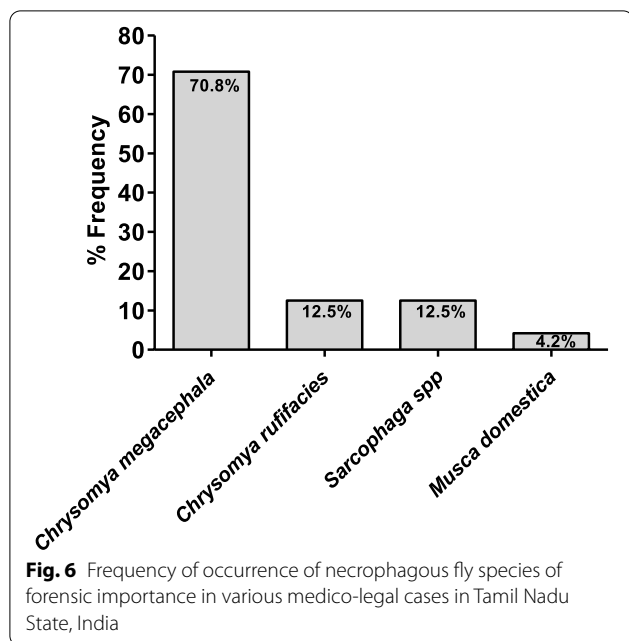 80
70
60
50
40
30
20
10
0
% Frequency
70.8%
12.5%
12.5%
4.2%
Chrysomya megacephala
Chrysomya rufifacies
Sarcophaga spp
Musca domestica
Fig. 6 Frequency of occurrence of necrophagous fly species of
forensic importance in various medico-legal cases in Tamil Nadu
State, India